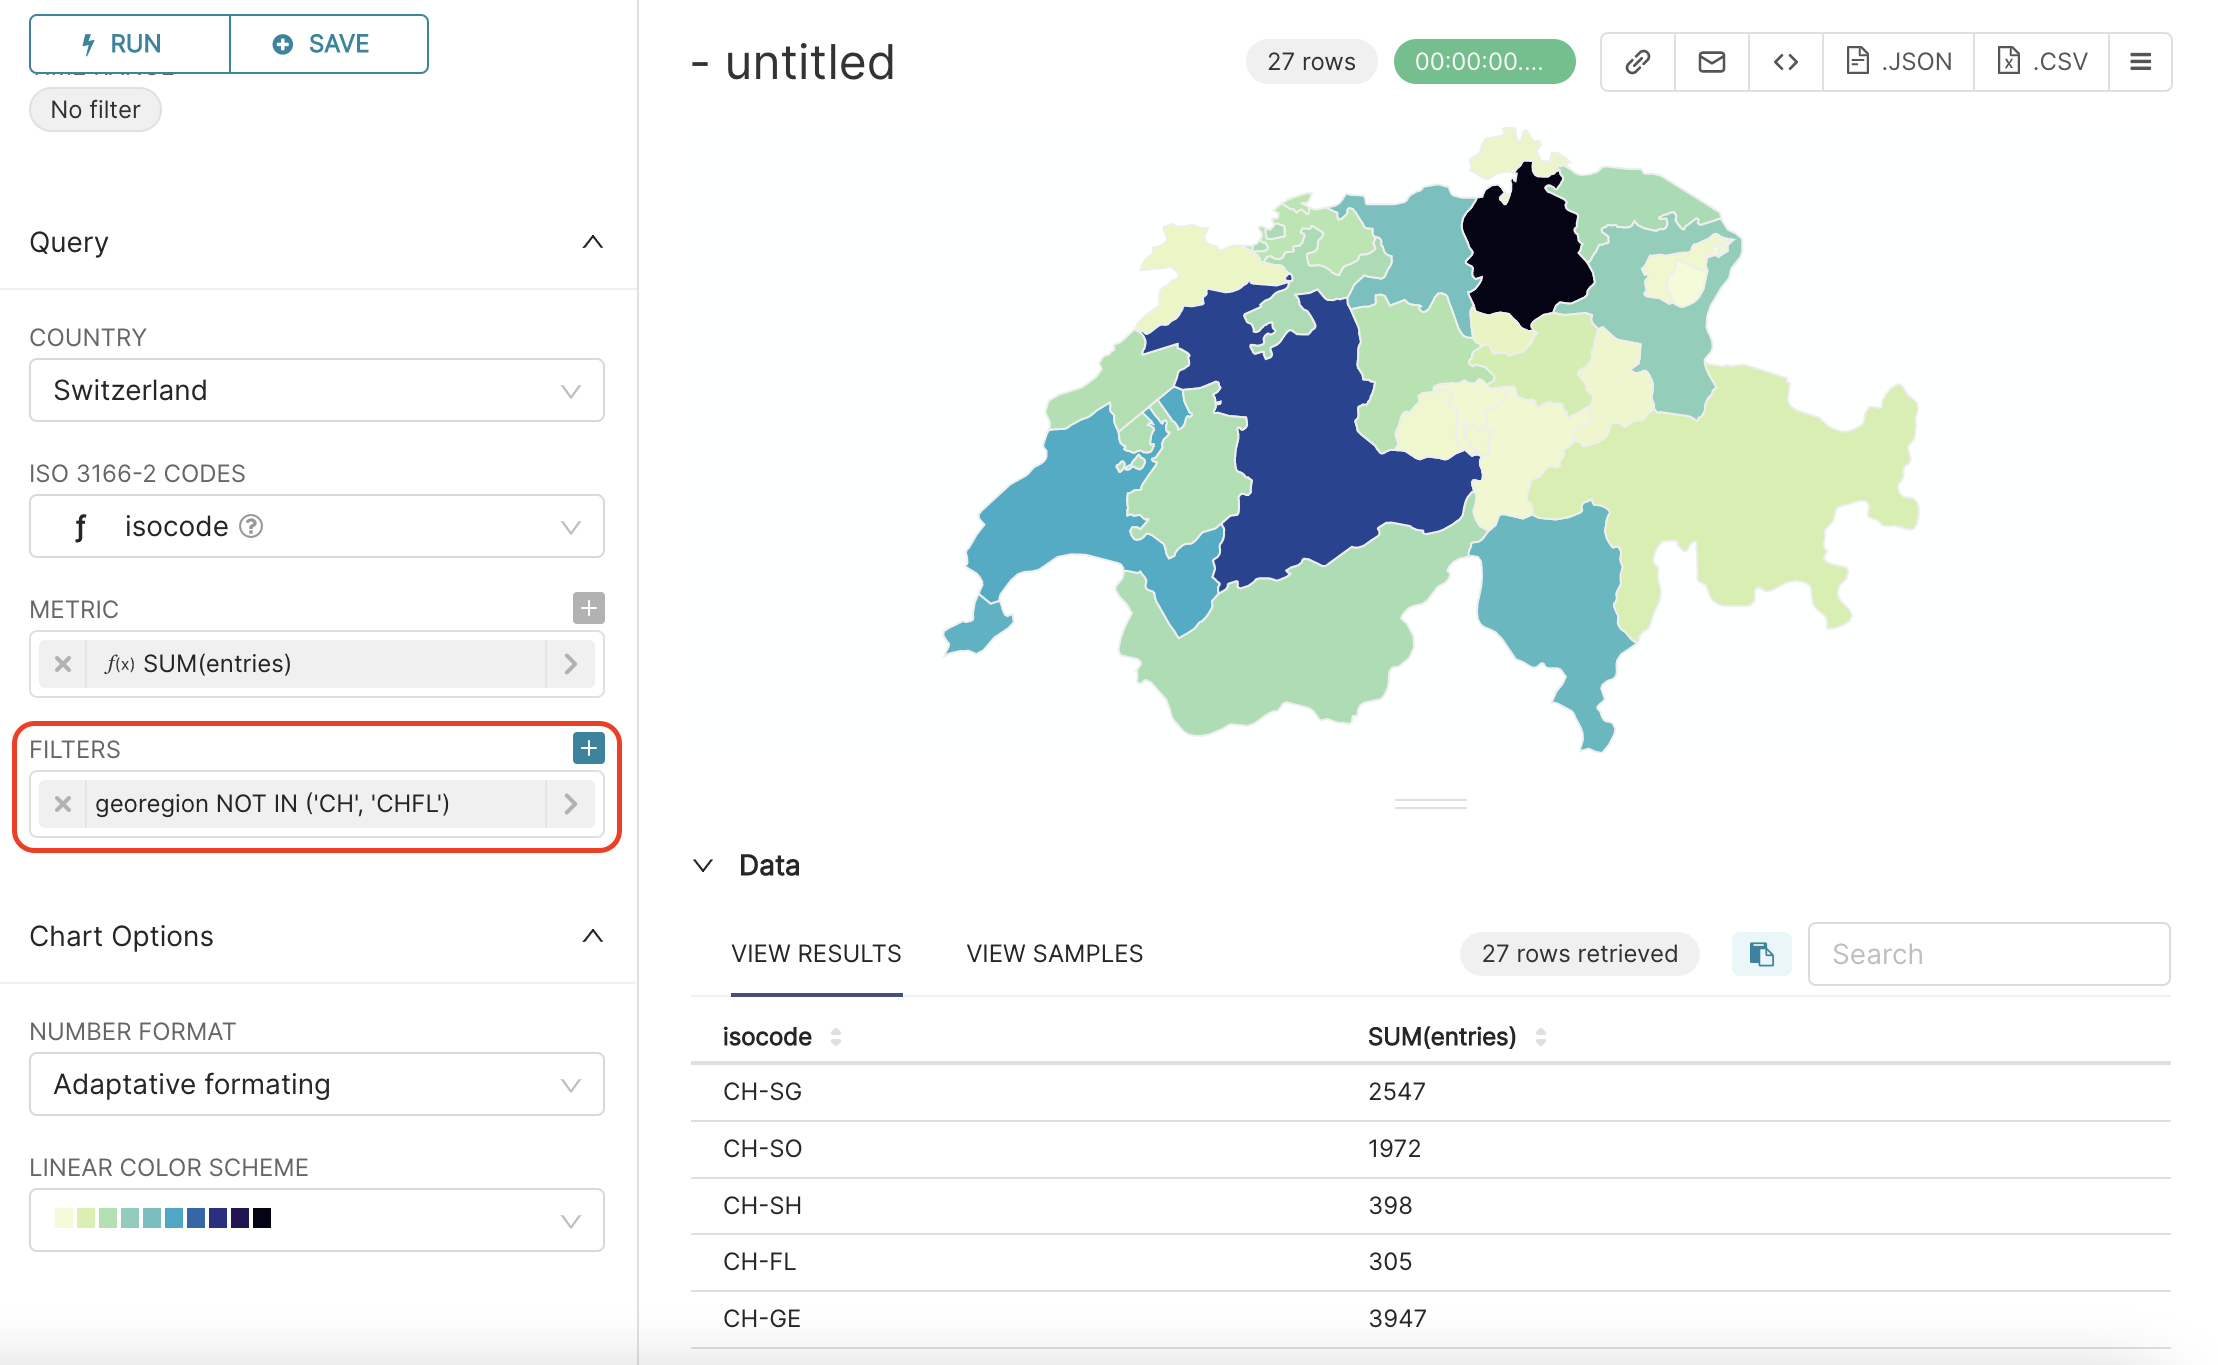 RUN
SAVE
No filter
Query
COUNTRY
Switzerland
ISO 3166-2 CODES
ƒ isocode ?
METRIC
ƒ(x) SUM(entries)
FILTERS
georegion NOT IN ('CH', 'CHFL')
Chart Options
NUMBER FORMAT
Adaptative formating
LINEAR COLOR SCHEME
- untitled
27 rows
00:00:00....
.JSON
.CSV
Data
VIEW RESULTS
VIEW SAMPLES
27 rows retrieved
Search
isocode SUM(entries)
CH-SG 2547
CH-SO 1972
CH-SH 398
CH-FL 305
CH-GE 3947